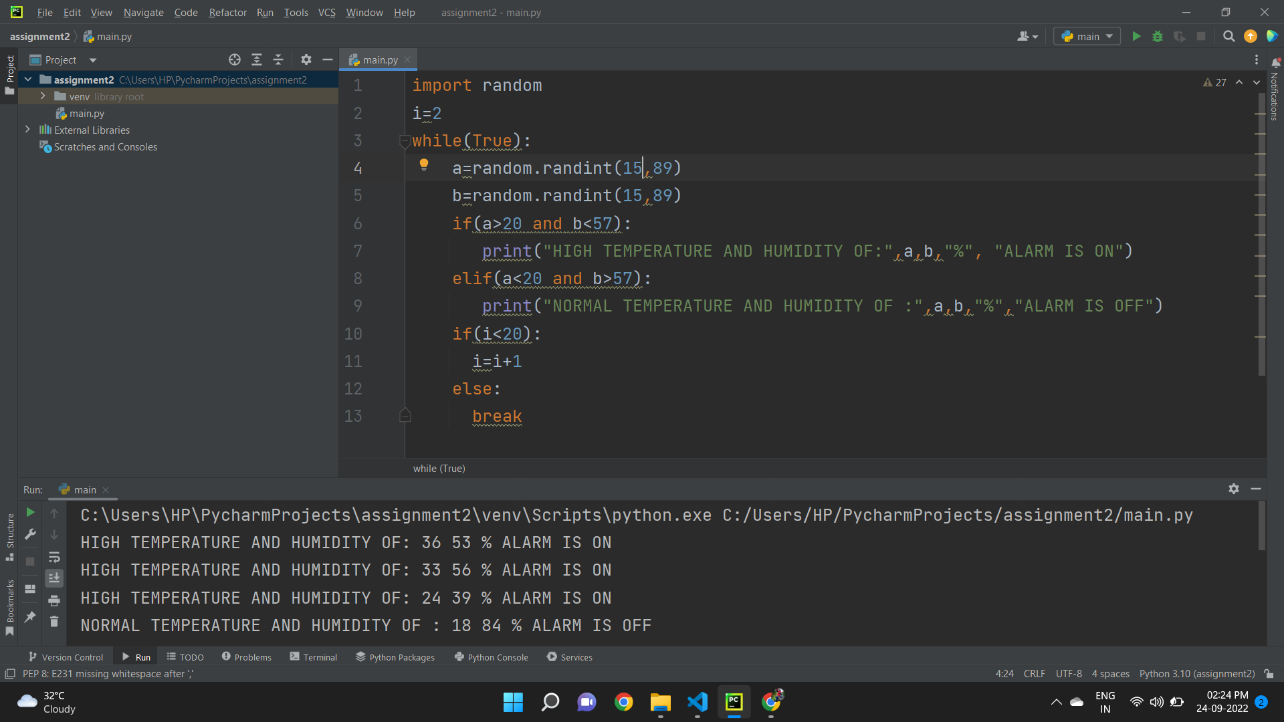 File Edit View Navigate Code Refactor Run Tools VCS Window Help assignment2 - main.py
assignment2 main.py
main
Project
main.py
assignment2 C:\Users\HP\PycharmProjects\assignment2
venv library root
main.py
External Libraries
Scratches and Consoles
Project
Notifications
27
1 import random
2 i=2
3 while(True):
4 a=random.randint(15,89)
5 b=random.randint(15,89)
6 if(a>20 and b<57):
7 print("HIGH TEMPERATURE AND HUMIDITY OF:",a,b,"%", "ALARM IS ON")
8 elif(a<20 and b>57):
9 print("NORMAL TEMPERATURE AND HUMIDITY OF :",a,b,"%","ALARM IS OFF")
10 if(i<20):
11 i=i+1
12 else:
13 break
while (True)
Run: main
C:\Users\HP\PycharmProjects\assignment2\venv\Scripts\python.exe C:/Users/HP/PycharmProjects/assignment2/main.py
HIGH TEMPERATURE AND HUMIDITY OF: 36 53 % ALARM IS ON
HIGH TEMPERATURE AND HUMIDITY OF: 33 56 % ALARM IS ON
HIGH TEMPERATURE AND HUMIDITY OF: 24 39 % ALARM IS ON
NORMAL TEMPERATURE AND HUMIDITY OF : 18 84 % ALARM IS OFF
Structure
Bookmarks
Version Control Run TODO Problems Terminal Python Packages Python Console Services
PEP 8: E231 missing whitespace after ',' 4:24 CRLF UTF-8 4 spaces Python 3.10 (assignment2)
32°C
Cloudy
ENG
IN
02:24 PM
24-09-2022
2